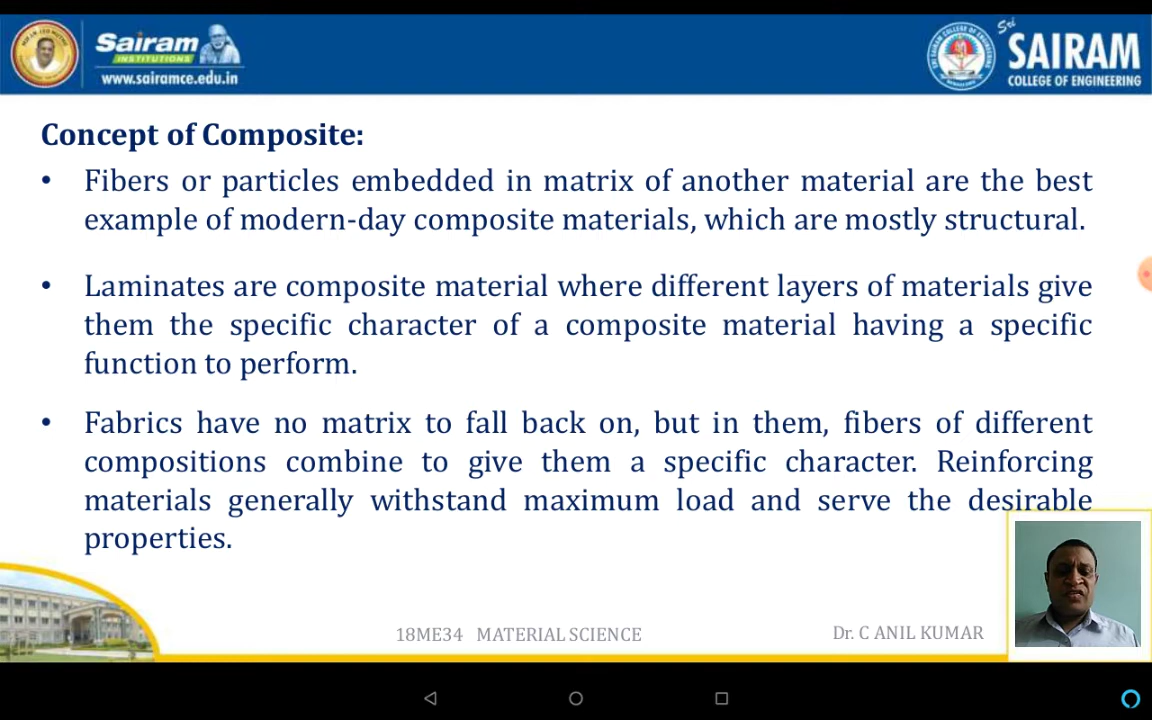 Sairam
INSTITUTIONS
www.sairamce.edu.in
Sri
SAIRAM
COLLEGE OF ENGINEERING
Concept of Composite:
• Fibers or particles embedded in matrix of another material are the best
example of modern-day composite materials, which are mostly structural.
• Laminates are composite material where different layers of materials give
them the specific character of a composite material having a specific
function to perform.
• Fabrics have no matrix to fall back on, but in them, fibers of different
compositions combine to give them a specific character. Reinforcing
materials generally withstand maximum load and serve the desirable
properties.
18ME34 MATERIAL SCIENCE
Dr. C ANIL KUMAR